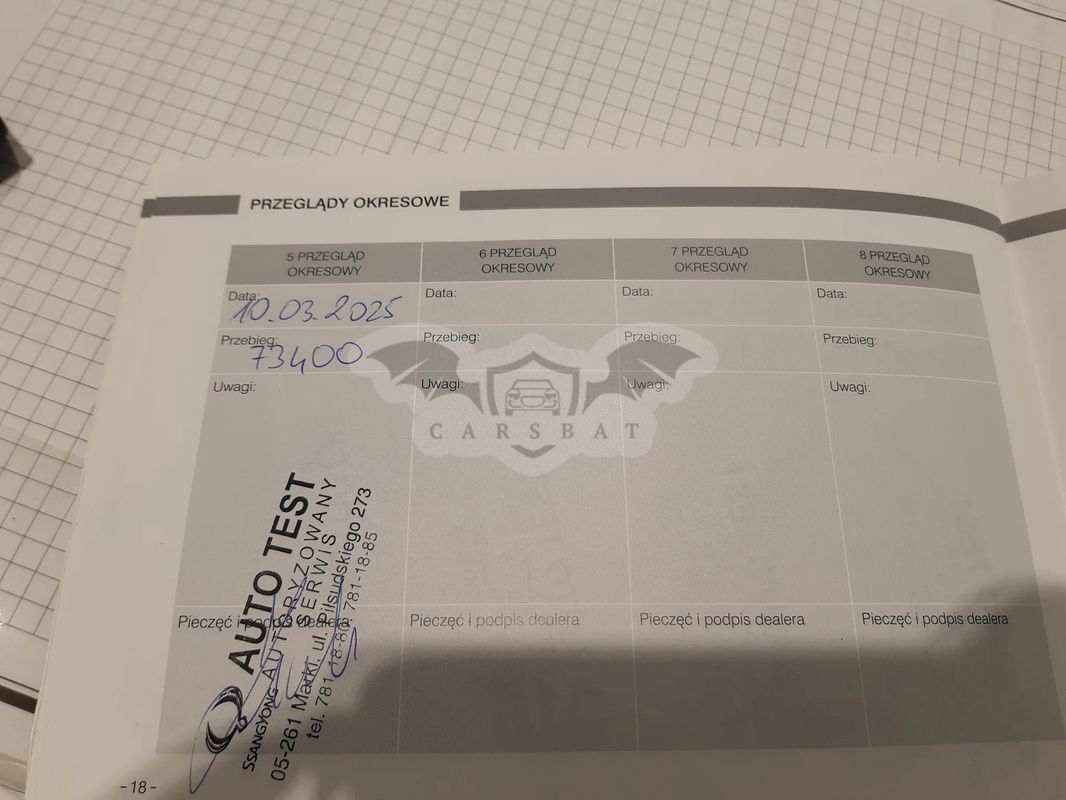 PRZEGLĄDY OKRESOWE
5 PRZEGLĄD OKRESOWY
6 PRZEGLĄD OKRESOWY
7 PRZEGLĄD OKRESOWY
8 PRZEGLĄD OKRESOWY
Data:
10.03.2025
Data:
Data:
Data:
Przebieg:
73400
Przebieg:
Przebieg:
Przebieg:
Uwagi:
Uwagi:
Uwagi:
Uwagi:
CARSBAT
Pieczęć i podpis dealera
Pieczęć i podpis dealera
Pieczęć i podpis dealera
Pieczęć i podpis dealera
AUTO TEST
SSANGYONG AUTORYZOWANY
SERWIS
05-261 Marki, ul. Piłsudskiego 273
tel. 781-18-80, 781-18-85
-18-